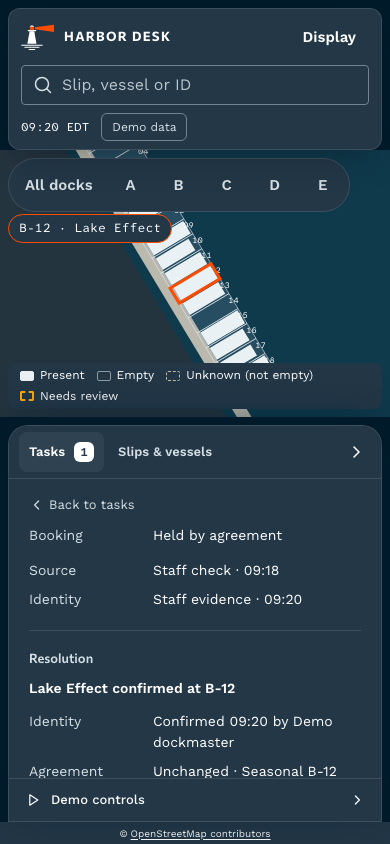 HARBOR DESK
Display
Slip, vessel or ID
09:20 EDT
Demo data
04
All docks A B C D E
B-12 · Lake Effect
10
11
13
14
16
17
Present
Empty
Unknown (not empty)
Needs review
Tasks 1
Slips & vessels
Back to tasks
Booking Held by agreement
Source Staff check · 09:18
Identity Staff evidence · 09:20
Resolution
Lake Effect confirmed at B-12
Identity Confirmed 09:20 by Demo
dockmaster
Agreement Unchanged · Seasonal B-12
Demo controls
© OpenStreetMap contributors